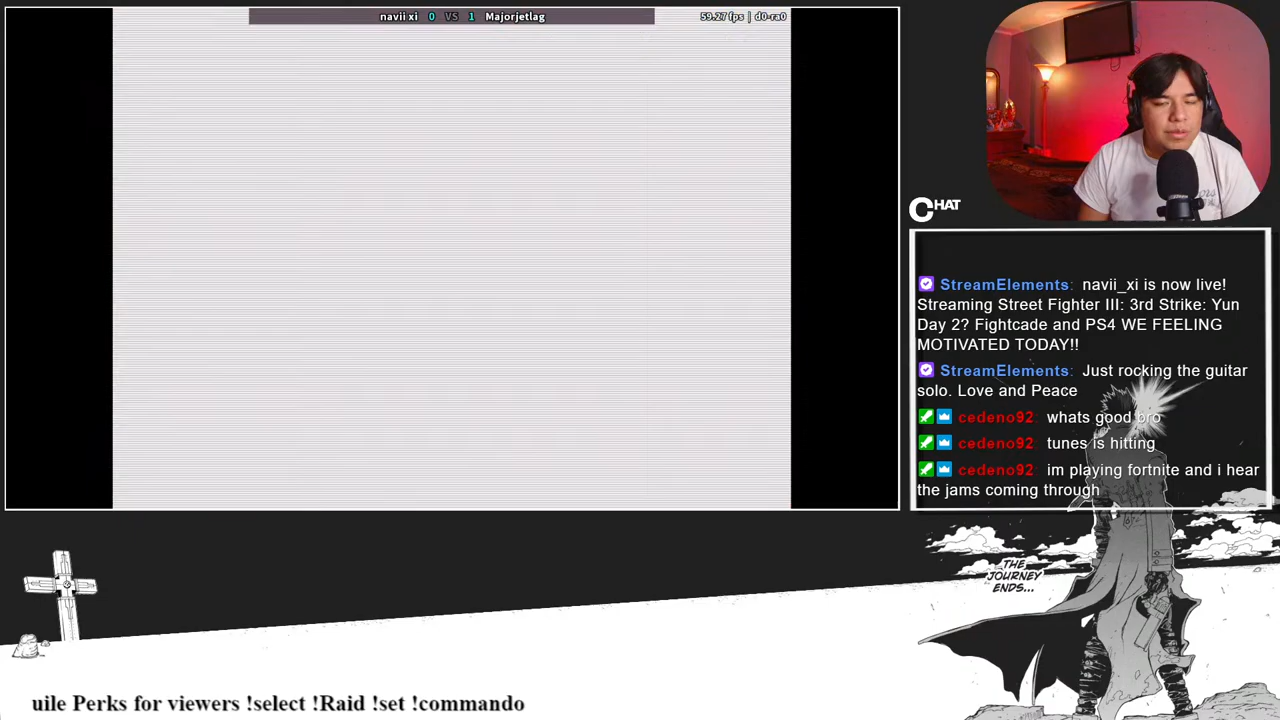 navii xi 0 VS 1 Majorjetlag
59.27 fps | d0-ra0
CHAT
StreamElements: navii_xi is now live!
Streaming Street Fighter III: 3rd Strike: Yun
Day 2? Fightcade and PS4 WE FEELING
MOTIVATED TODAY!!
StreamElements: Just rocking the guitar
solo. Love and Peace
cedeno92: whats good bro
cedeno92: tunes is hitting
cedeno92: im playing fortnite and i hear
the jams coming through
THE
JOURNEY
ENDS...
uile Perks for viewers !select !Raid !set !commando